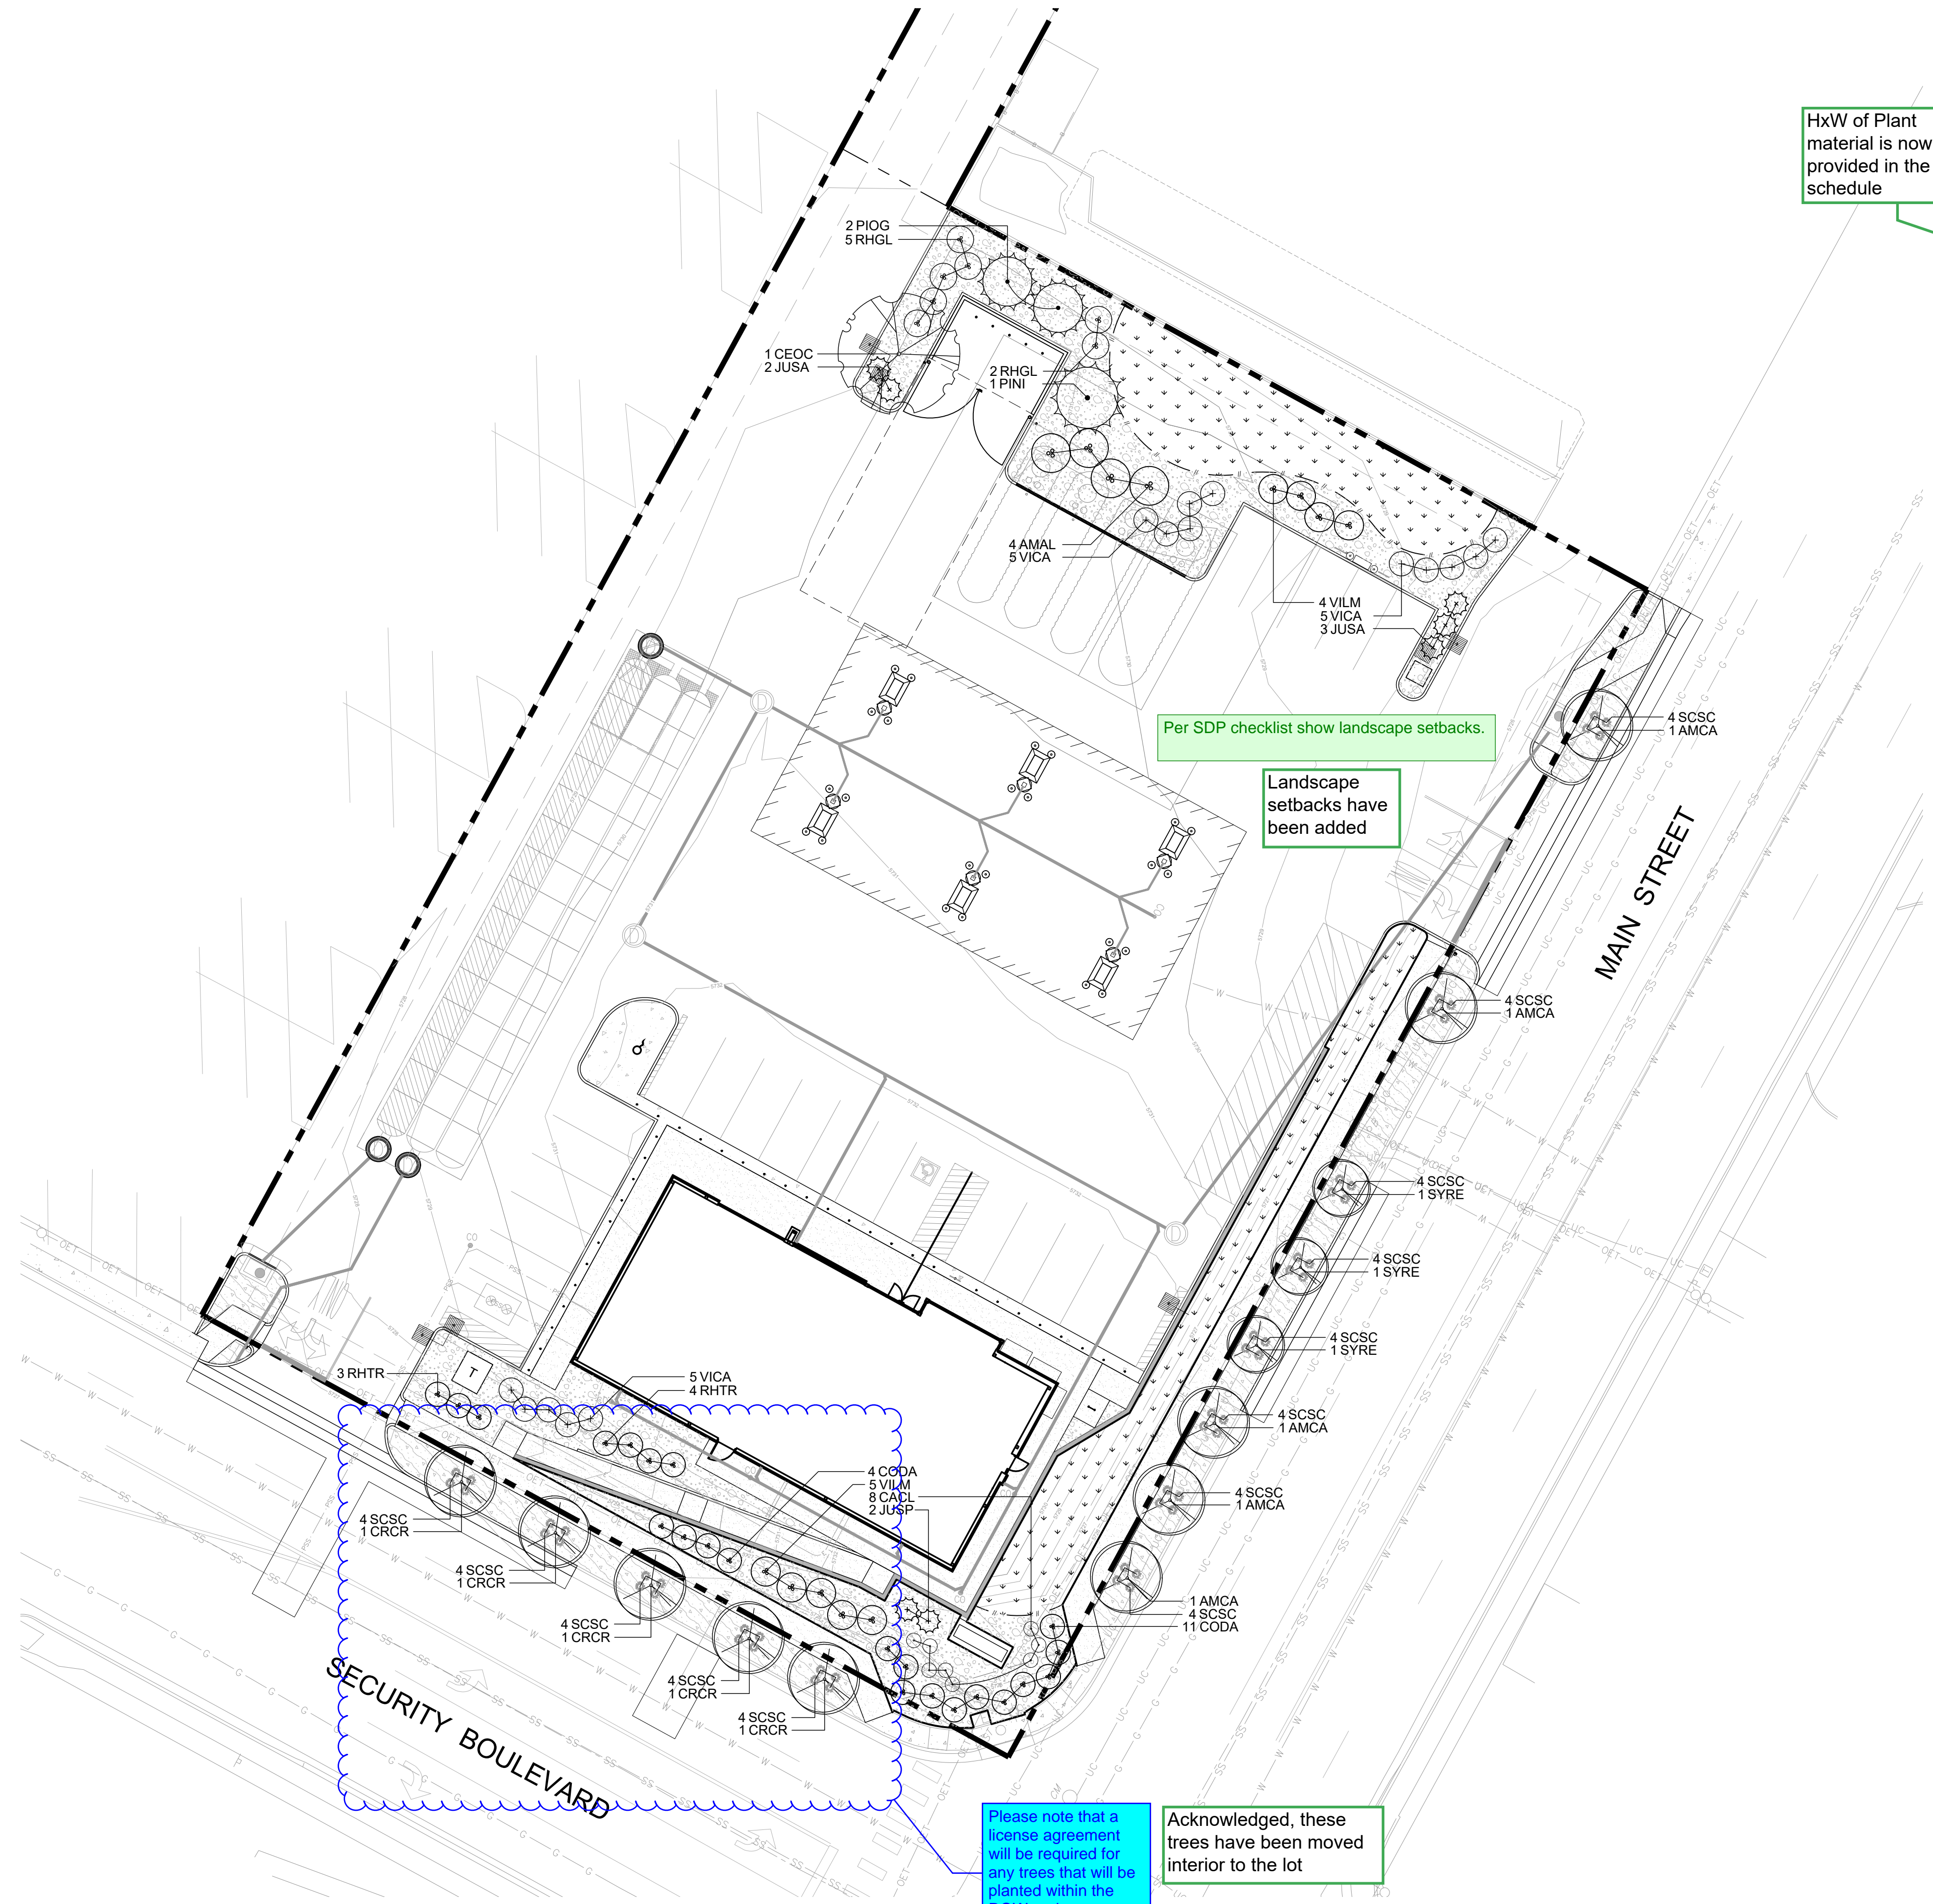 HxW of Plant
material is now
provided in the
schedule
2 PIOG
5 RHGL
1 CEOC
2 JUSA
2 RHGL
1 PINI
4 AMAL
5 VICA
4 VILM
5 VICA
3 JUSA
4 SCSC
1 AMCA
Per SDP checklist show landscape setbacks.
Landscape
setbacks have
been added
MAIN STREET
4 SCSC
1 AMCA
4 SCSC
1 SYRE
4 SCSC
1 SYRE
4 SCSC
1 SYRE
3 RHTR
5 VICA
4 RHTR
4 SCSC
1 AMCA
4 CODA
5 VILM
8 CACL
2 JUSP
4 SCSC
1 AMCA
4 SCSC
1 CRCR
4 SCSC
1 CRCR
1 AMCA
4 SCSC
11 CODA
4 SCSC
1 CRCR
4 SCSC
1 CRCR
4 SCSC
1 CRCR
SECURITY BOULEVARD
Please note that a
license agreement
will be required for
any trees that will be
planted within the
Acknowledged, these
trees have been moved
interior to the lot